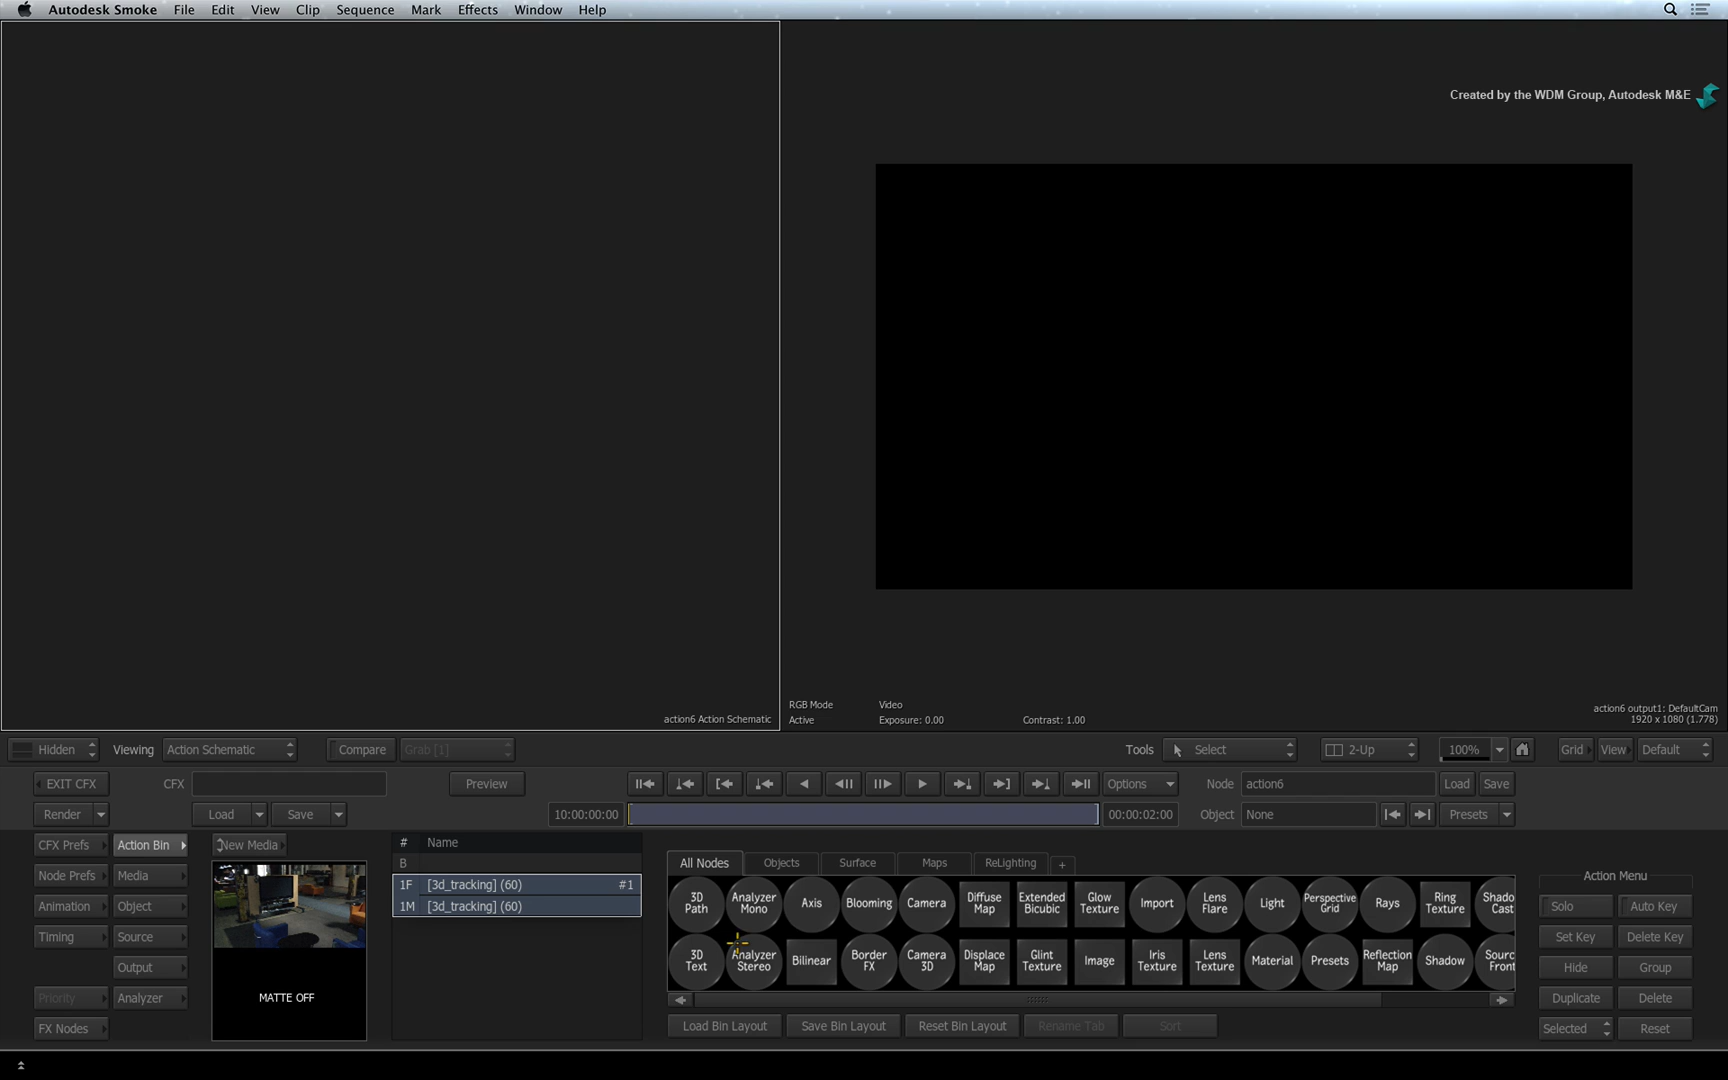 Autodesk Smoke File Edit View Clip Sequence Mark Effects Window Help
Created by the WDM Group, Autodesk M&E
action6 Action Schematic
RGB Mode Video
Active Exposure: 0.00 Contrast: 1.00
action6 output1: DefaultCam
1920 x 1080 (1.778)
Hidden Viewing Action Schematic Compare Grab [1] Tools Select 2-Up 100% Grid View Default
EXIT CFX CFX Preview Options Node action6 Load Save
Render Load Save 10:00:00:00 00:00:02:00 Object None Presets
CFX Prefs Action Bin New Media # Name
B
Node Prefs Media 1F [3d_tracking] (60) #1
Animation Object 1M [3d_tracking] (60)
Timing Source
Output
Priority Analyzer
FX Nodes
MATTE OFF
All Nodes Objects Surface Maps ReLighting +
3D Path Analyzer Mono Axis Blooming Camera Diffuse Map Extended Bicubic Glow Texture Import Lens Flare Light Perspective Grid Rays Ring Texture Shado Cast
3D Text Analyzer Stereo Bilinear Border FX Camera 3D Displace Map Glint Texture Image Iris Texture Lens Texture Material Presets Reflection Map Shadow Sourc Front
Load Bin Layout Save Bin Layout Reset Bin Layout Rename Tab Sort
Action Menu
Solo Auto Key
Set Key Delete Key
Hide Group
Duplicate Delete
Selected Reset